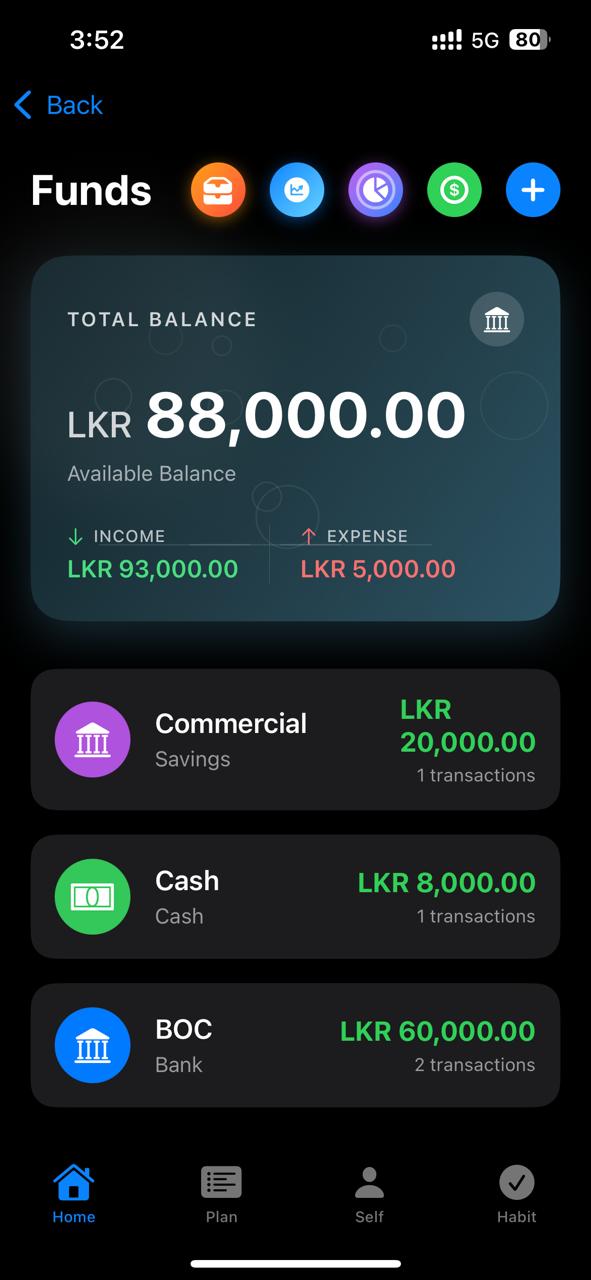 3:52
5G
80
Back
Funds
$
TOTAL BALANCE
LKR 88,000.00
Available Balance
↓ INCOME
LKR 93,000.00
↑ EXPENSE
LKR 5,000.00
Commercial
Savings
LKR
20,000.00
1 transactions
Cash
Cash
LKR 8,000.00
1 transactions
BOC
Bank
LKR 60,000.00
2 transactions
Home
Plan
Self
Habit